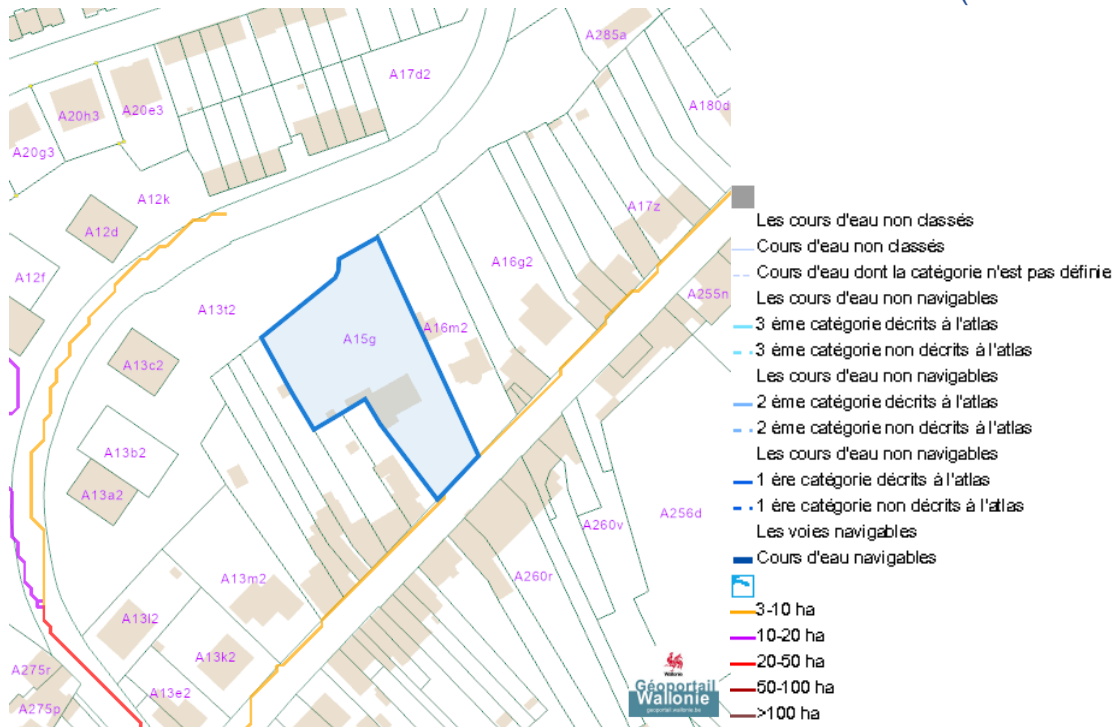 A285a
A17d2
A20h3
A20e3
A180d
A20g3
A12k
A17z
A12d
A16g2
A12f
A255n
A13t2
A16m2
A15g
A13c2
A13b2
A13a2
A260v
A256d
A260r
A13m2
A13l2
A13k2
A275r
A13e2
A275p
Wallonie
Géoportail
Wallonie
geoportail.wallonie.be
Les cours d'eau non classés
Cours d'eau non classés
Cours d'eau dont la catégorie n'est pas définie
Les cours d'eau non navigables
3 ème catégorie décrits à l'atlas
3 ème catégorie non décrits à l'atlas
Les cours d'eau non navigables
2 ème catégorie décrits à l'atlas
2 ème catégorie non décrits à l'atlas
Les cours d'eau non navigables
1 ère catégorie décrits à l'atlas
1 ère catégorie non décrits à l'atlas
Les voies navigables
Cours d'eau navigables
3-10 ha
10-20 ha
20-50 ha
50-100 ha
>100 ha